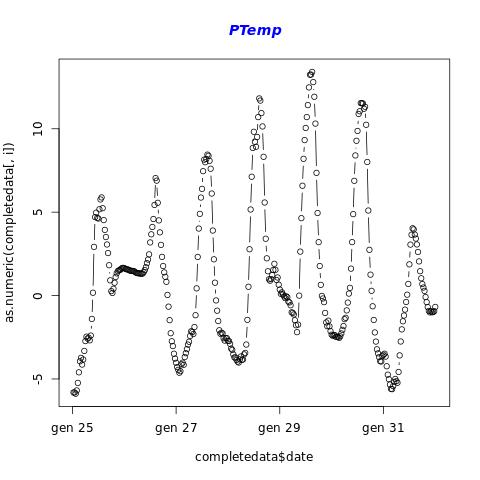 PTemp
as.numeric(completedata[, i])
10
5
0
-5
gen 25
gen 27
gen 29
gen 31
completedata$date